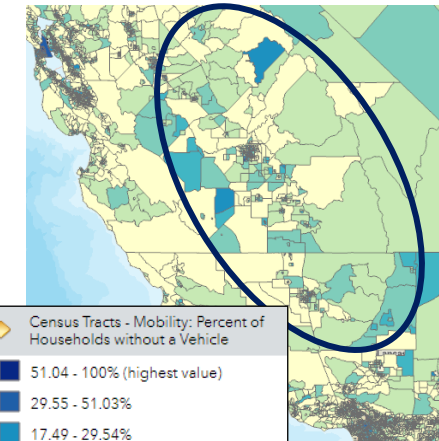 Census Tracts - Mobility: Percent of
Households without a Vehicle
51.04 - 100% (highest value)
29.55 - 51.03%
17.49 - 29.54%